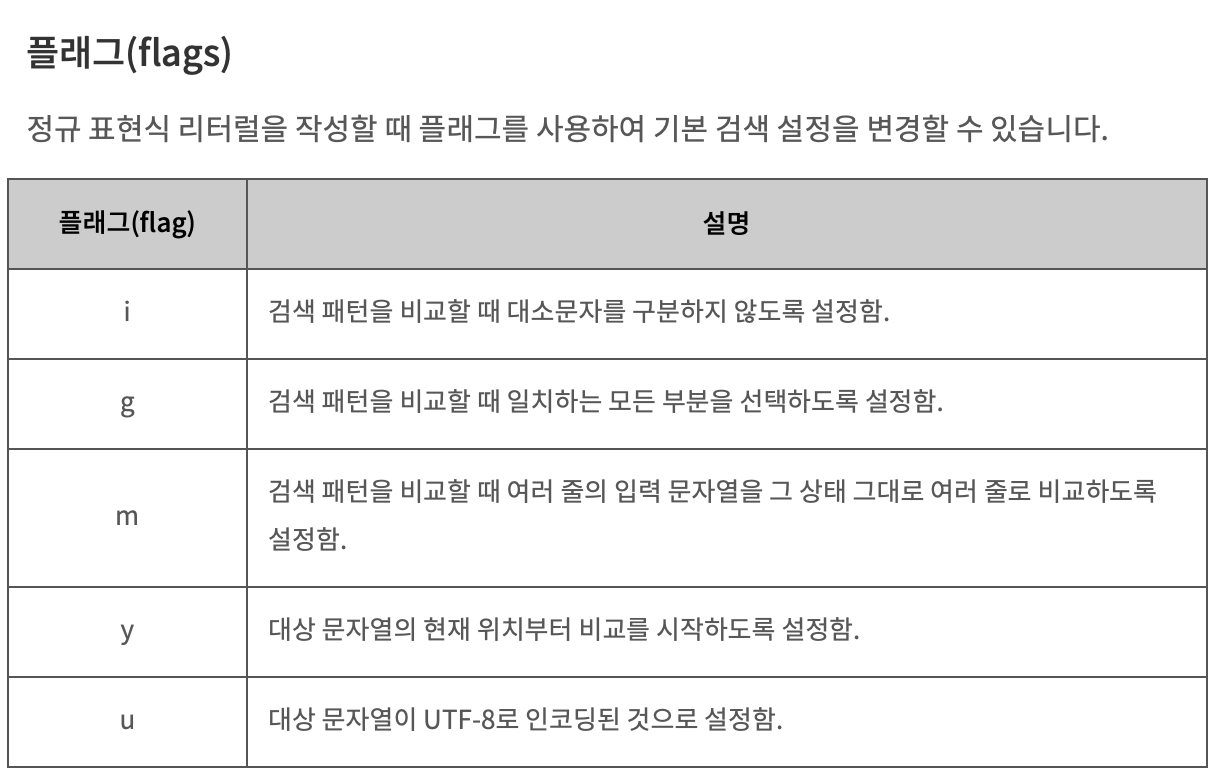 플래그(flags)
정규 표현식 리터럴을 작성할 때 플래그를 사용하여 기본 검색 설정을 변경할 수 있습니다.
플래그(flag) 설명
i 검색 패턴을 비교할 때 대소문자를 구분하지 않도록 설정함.
g 검색 패턴을 비교할 때 일치하는 모든 부분을 선택하도록 설정함.
m 검색 패턴을 비교할 때 여러 줄의 입력 문자열을 그 상태 그대로 여러 줄로 비교하도록
설정함.
y 대상 문자열의 현재 위치부터 비교를 시작하도록 설정함.
u 대상 문자열이 UTF-8로 인코딩된 것으로 설정함.